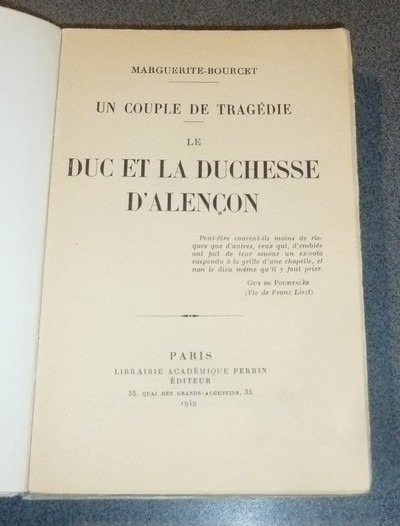 MARGUERITE-BOURCET
UN COUPLE DE TRAGÉDIE
LE
DUC ET LA DUCHESSE
D'ALENÇON
Peut-être courent-ils moins de ris-
ques que d'autres, ceux qui, d'emblée
ont fait de leur amour un ex-voto
suspendu à la grille d'une chapelle, et
non le dieu même qu'il y faut prier.
GUY DE POURTALÈS
(Vie de Franz Liszt)
PARIS
LIBRAIRIE ACADÉMIQUE PERRIN
ÉDITEUR
35, QUAI DES GRANDS-AUGUSTINS, 35
1949